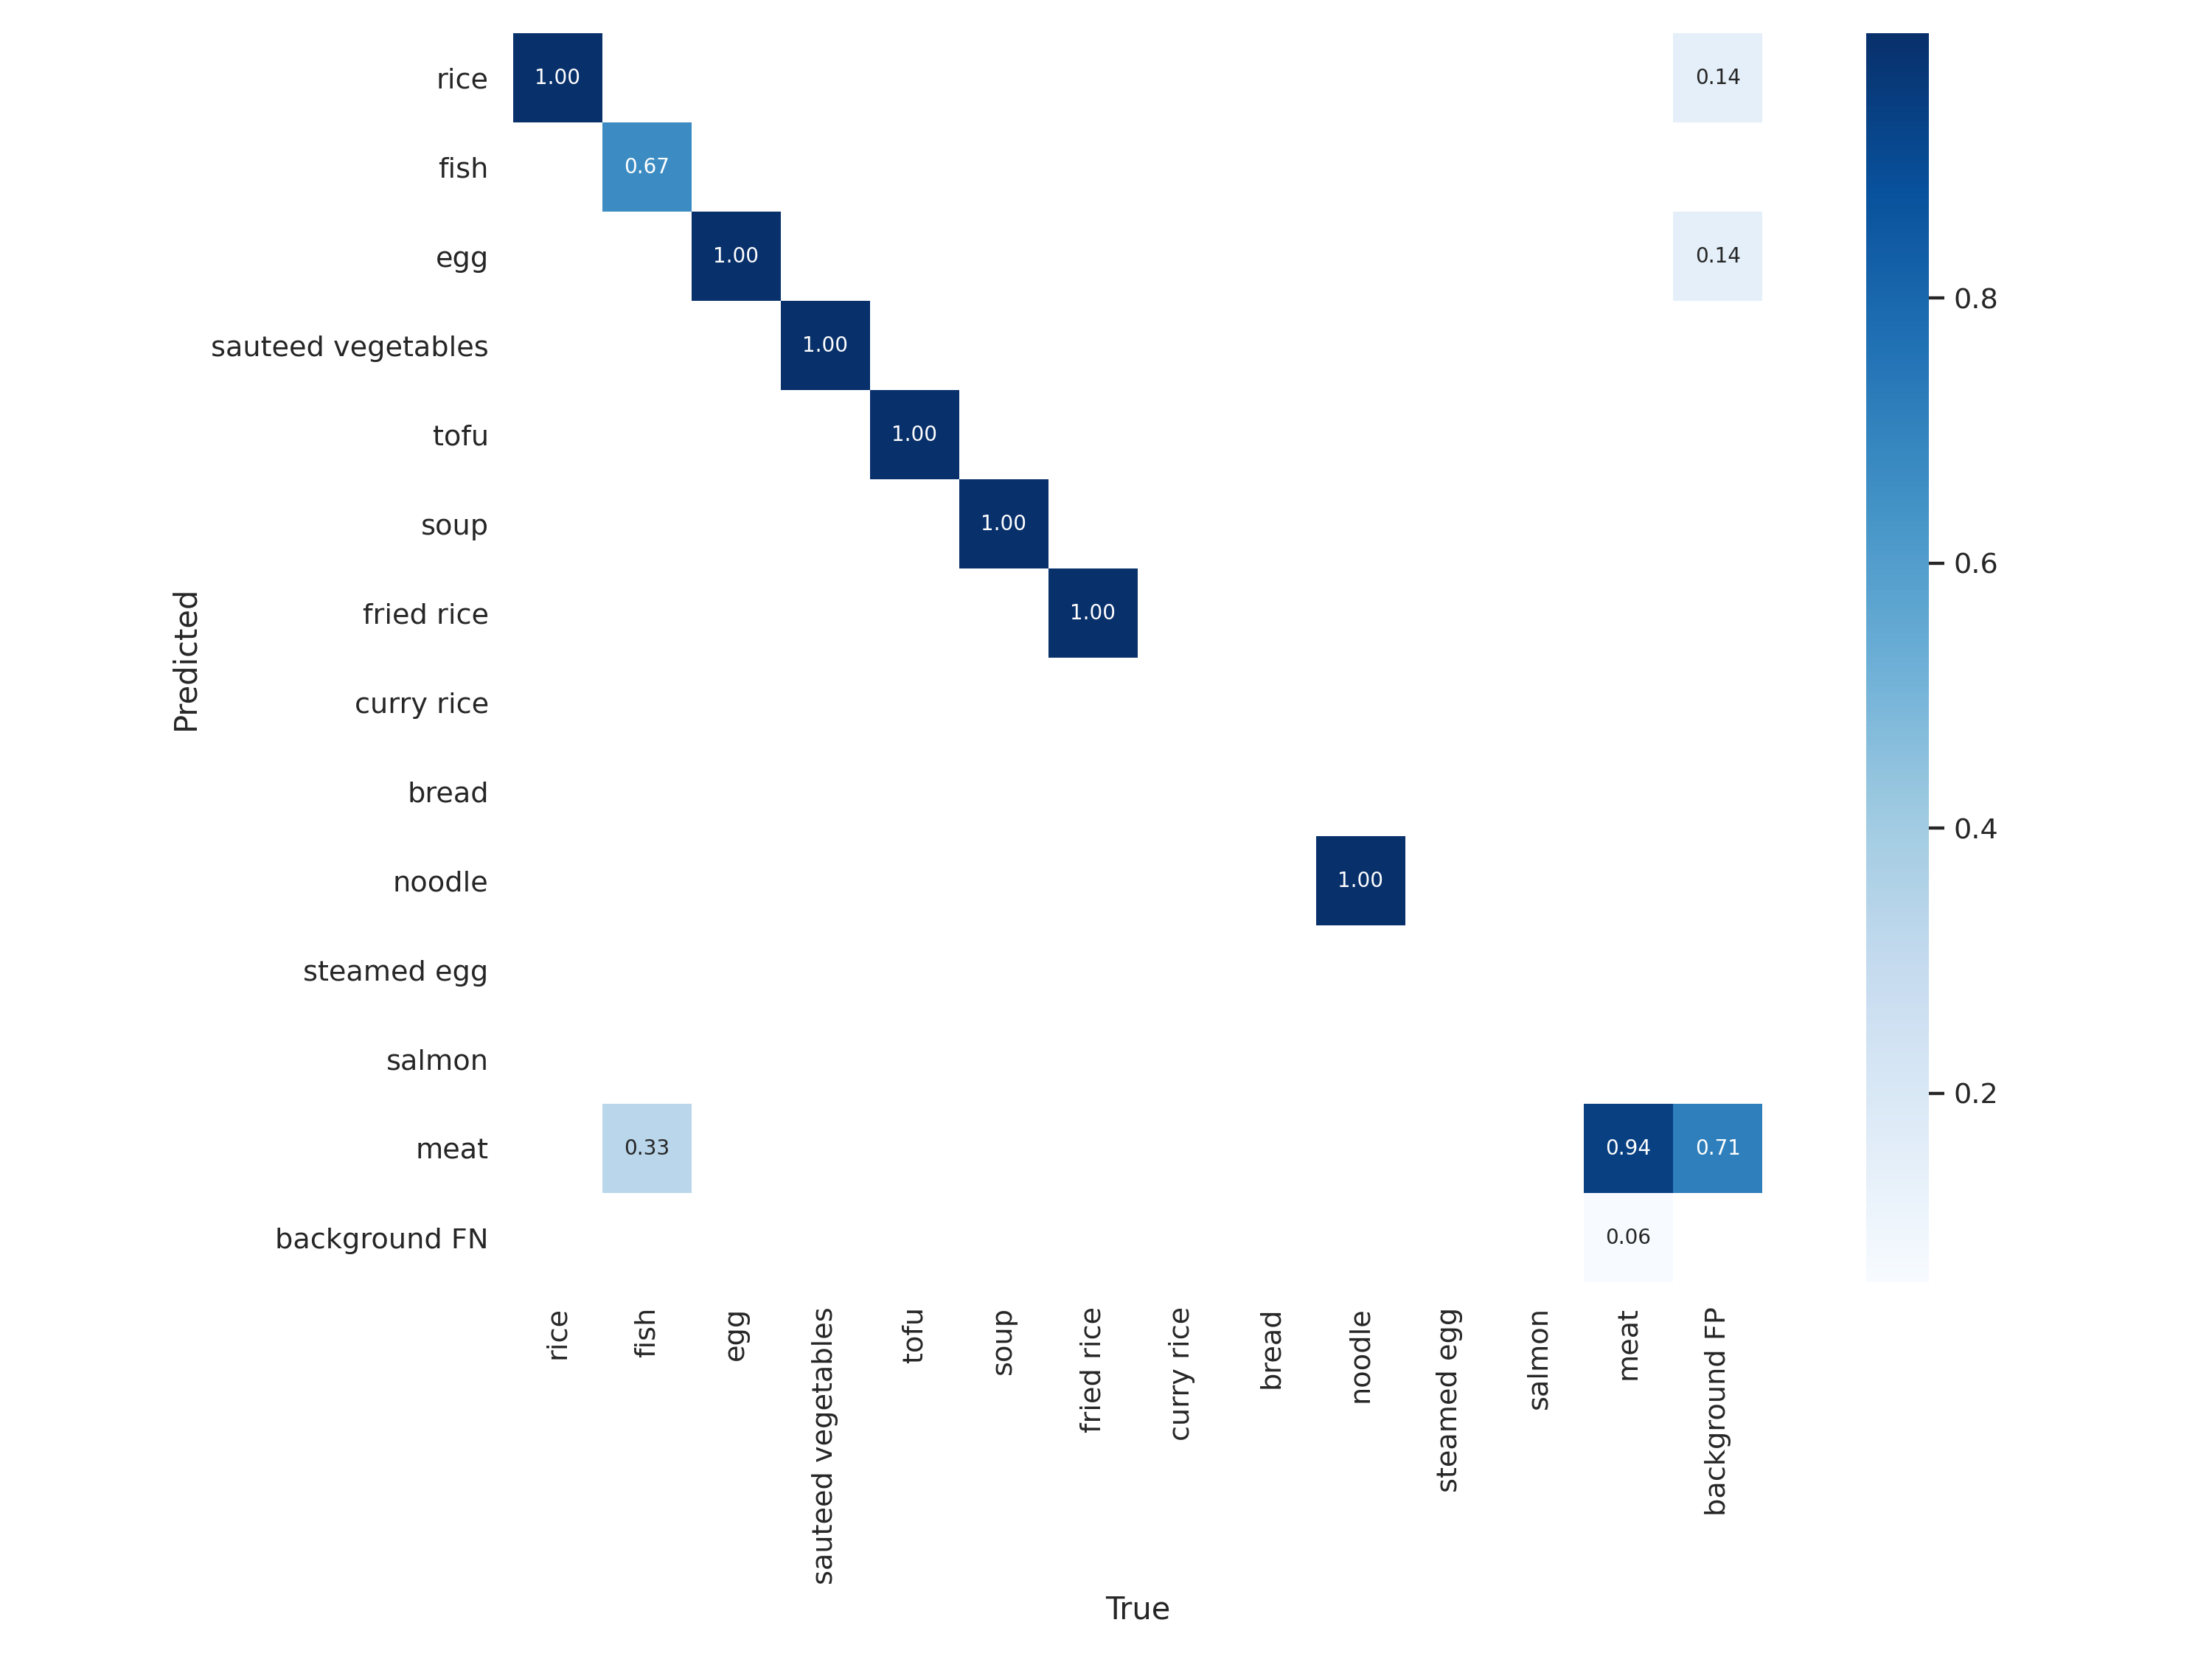 rice 1.00 0.14
fish 0.67
egg 1.00 0.14
sauteed vegetables 1.00
tofu 1.00
soup 1.00
fried rice 1.00
curry rice
bread
noodle 1.00
steamed egg
salmon
meat 0.33 0.94 0.71
background FN 0.06
Predicted
rice
fish
egg
sauteed vegetables
tofu
soup
fried rice
curry rice
bread
noodle
steamed egg
salmon
meat
background FP
True
0.8
0.6
0.4
0.2